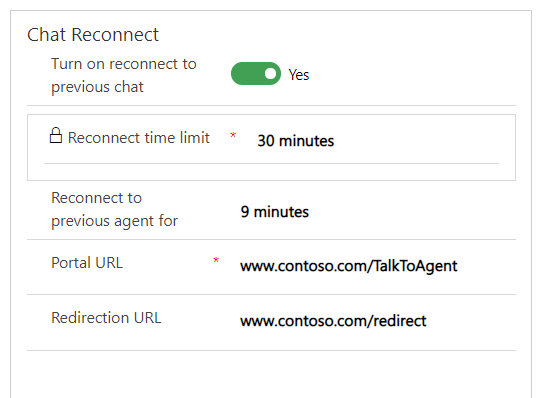 Chat Reconnect
Turn on reconnect to
previous chat
Yes
Reconnect time limit * 30 minutes
Reconnect to
previous agent for
9 minutes
Portal URL * www.contoso.com/TalkToAgent
Redirection URL www.contoso.com/redirect